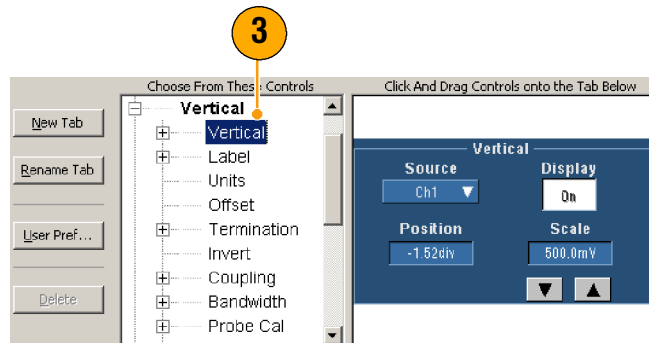 3
Choose From These Controls
Click And Drag Controls onto the Tab Below
New Tab
Rename Tab
User Pref...
Delete
Vertical
Vertical
Label
Units
Offset
Termination
Invert
Coupling
Bandwidth
Probe Cal
Vertical
Source
Display
Ch1
On
Position
Scale
-1.52div
500.0mV